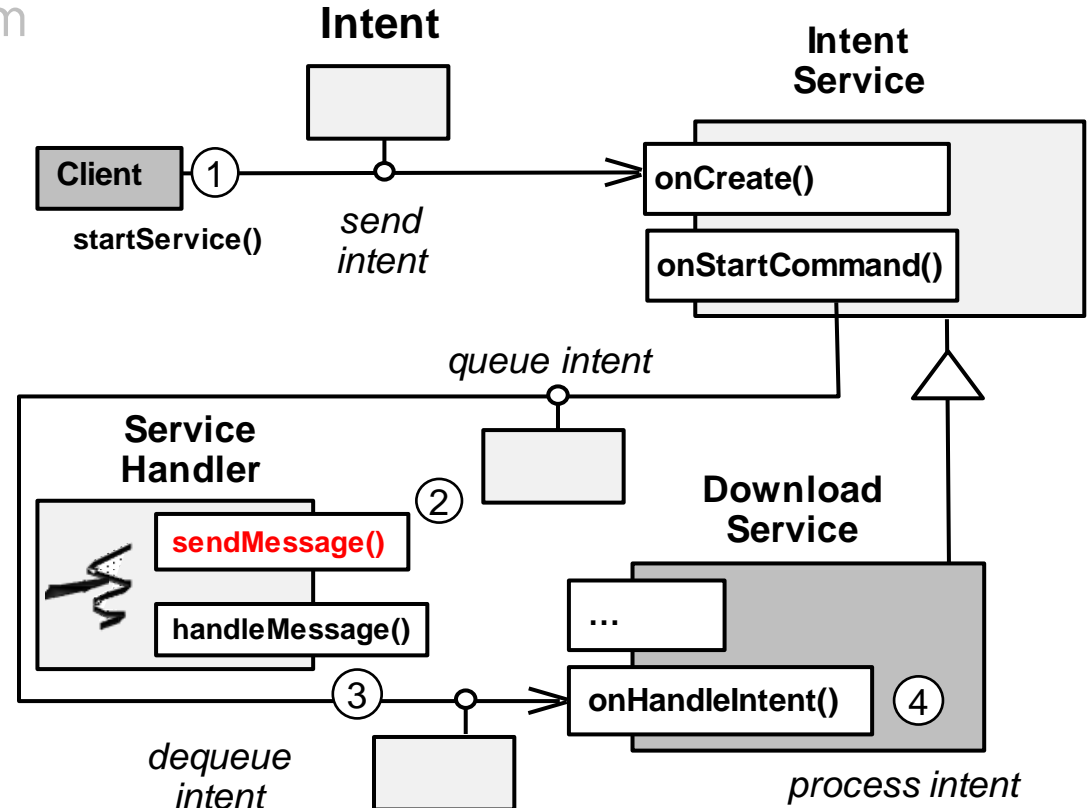 m
Intent
Intent
Service
Client
1
onCreate()
startService()
send
intent
onStartCommand()
queue intent
Service
Handler
2
sendMessage()
handleMessage()
Download
Service
...
3
onHandleIntent()
4
dequeue
intent
process intent